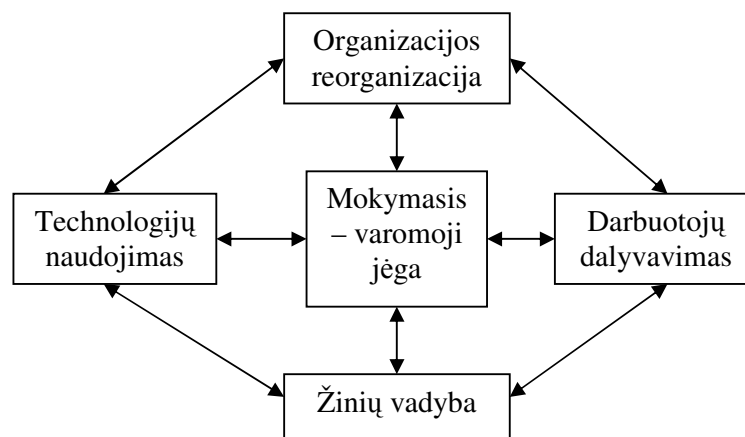 Organizacijos
reorganizacija
Technologijų
naudojimas
Mokymasis
– varomoji
jėga
Darbuotojų
dalyvavimas
Žinių vadyba